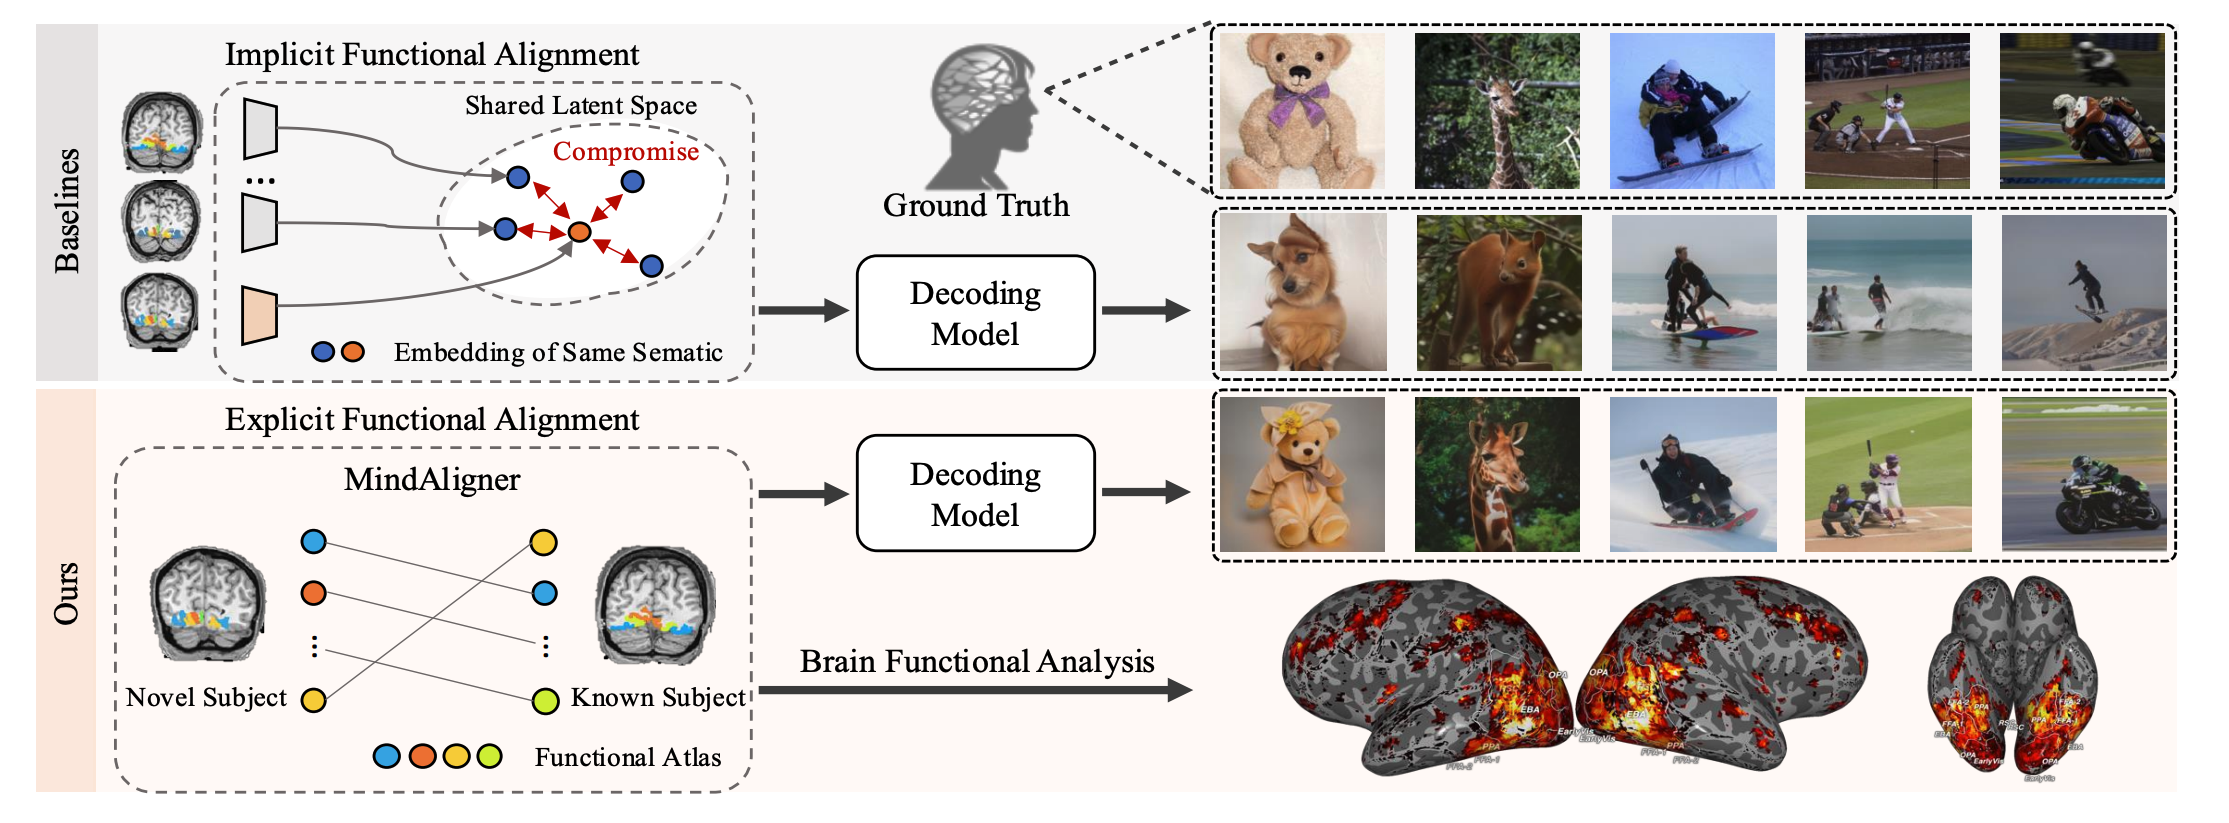 Baselines
Implicit Functional Alignment
Shared Latent Space
Compromise
...
Embedding of Same Sematic
Ground Truth
Decoding
Model
Ours
Explicit Functional Alignment
MindAligner
Novel Subject
Known Subject
Functional Atlas
Decoding
Model
Brain Functional Analysis
OPA
EBA
EarlyVis
PPA
FFA-1
FFA-2
OPA
EBA
EarlyVis
FFA-1
PPA
FFA-2
FFA-2
PPA
FFA-1
EBA
OPA
EarlyVis
RSC
RSC
PPA
EBA
OPA
EarlyVis